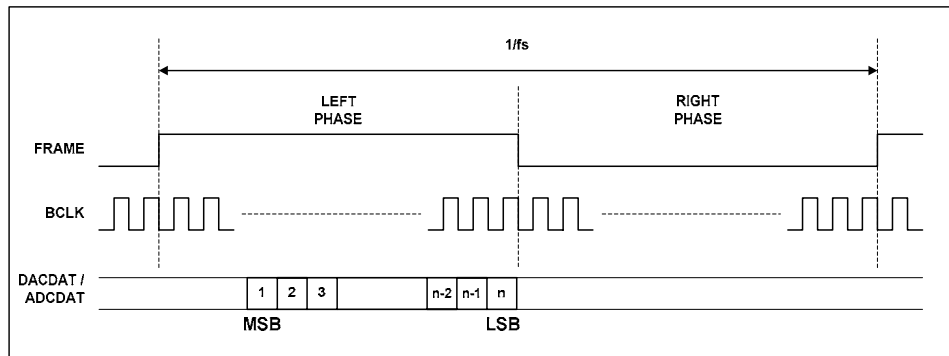 1/fs
LEFT
PHASE
RIGHT
PHASE
FRAME
BCLK
DACDAT /
ADCDAT
1 2 3 n-2 n-1 n
MSB LSB